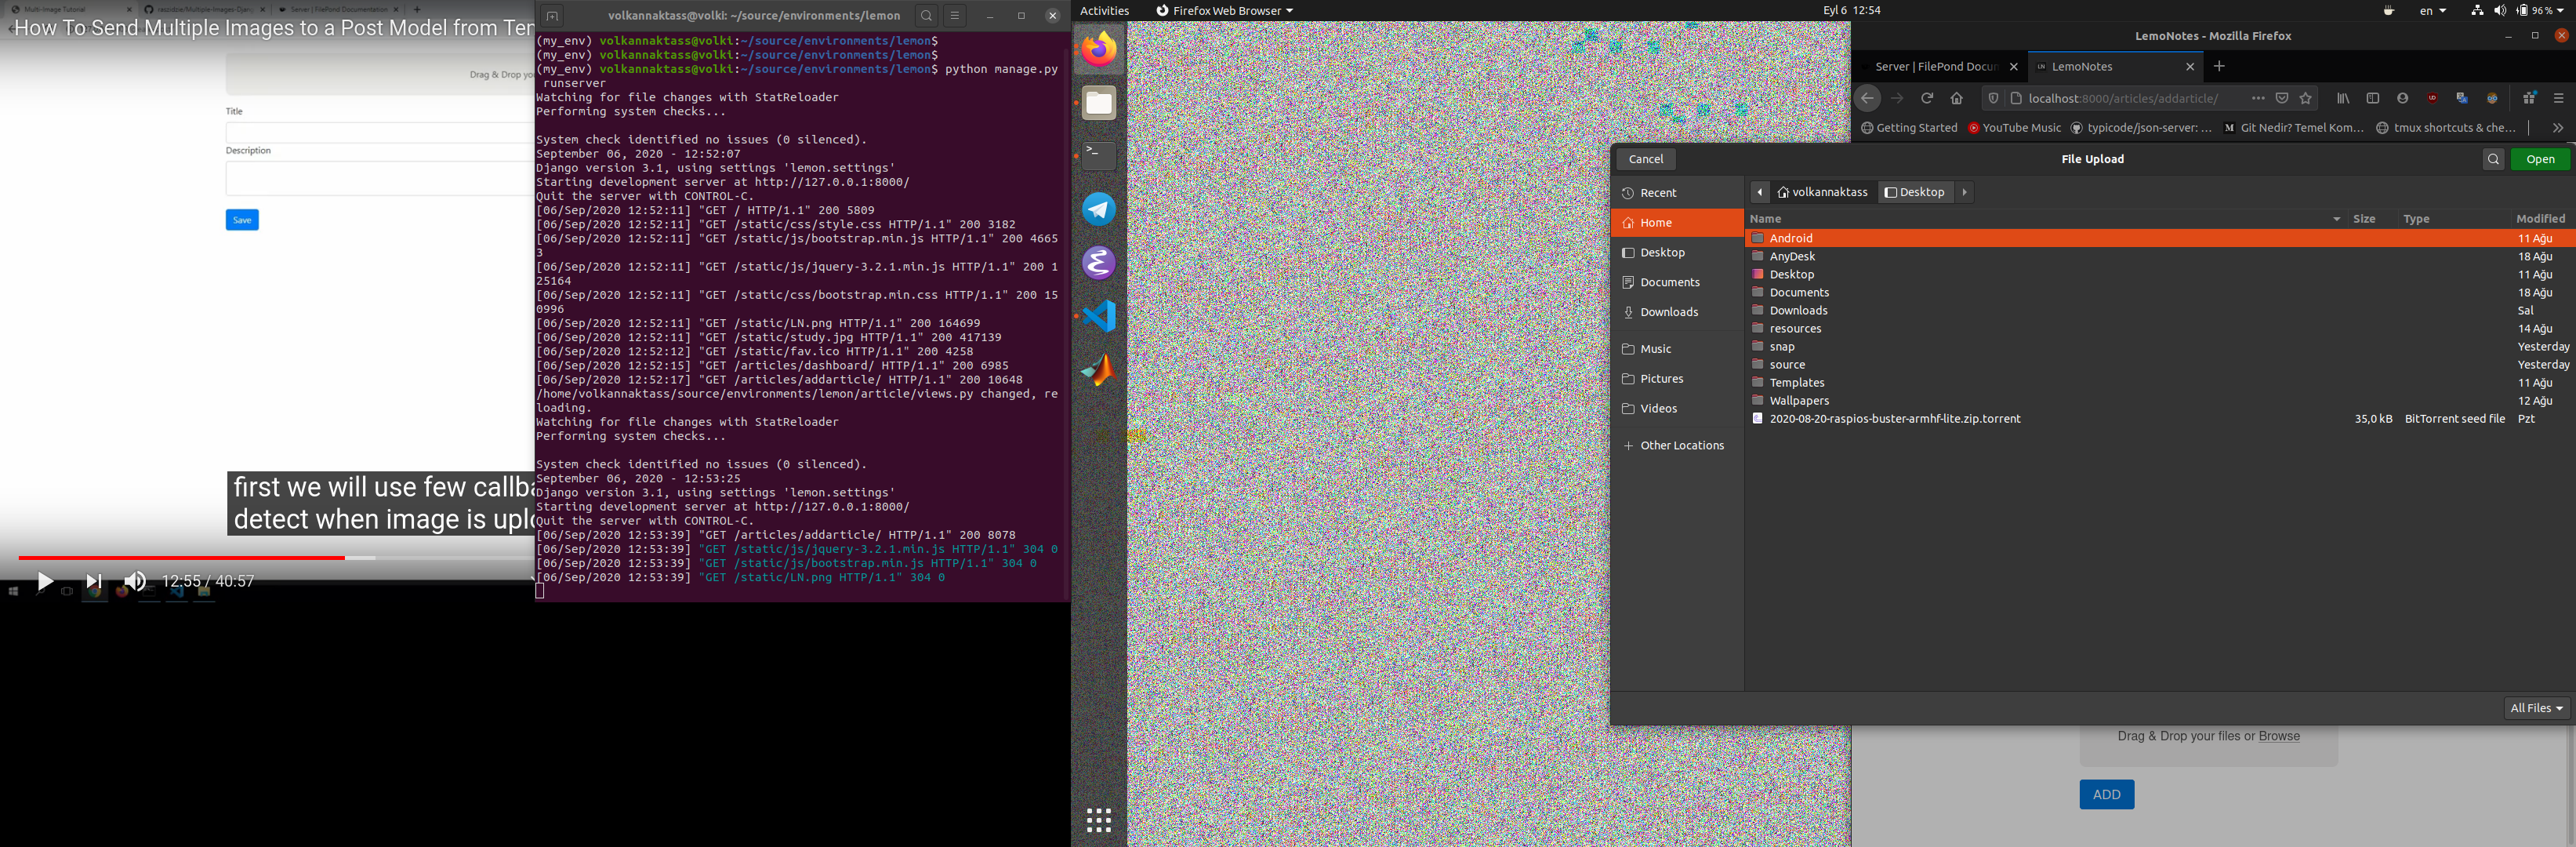 Multi-Image Tutorial
Server | FilePond Documentation
How To Send Multiple Images to a Post Model from Ter
Drag & Drop you
Title
Description
Save
first we will use few callba
detect when image is uplo
12:55 / 40:57
volkannaktass@volki: ~/source/environments/lemon
(my_env) volkannaktass@volki:~/source/environments/lemon$
(my_env) volkannaktass@volki:~/source/environments/lemon$
(my_env) volkannaktass@volki:~/source/environments/lemon$ python manage.py
runserver
Watching for file changes with StatReloader
Performing system checks...
System check identified no issues (0 silenced).
September 06, 2020 - 12:52:07
Django version 3.1, using settings 'lemon.settings'
Starting development server at http://127.0.0.1:8000/
Quit the server with CONTROL-C.
[06/Sep/2020 12:52:11] "GET / HTTP/1.1" 200 5809
[06/Sep/2020 12:52:11] "GET /static/css/style.css HTTP/1.1" 200 3182
[06/Sep/2020 12:52:11] "GET /static/js/bootstrap.min.js HTTP/1.1" 200 4665
3
[06/Sep/2020 12:52:11] "GET /static/js/jquery-3.2.1.min.js HTTP/1.1" 200 1
25164
[06/Sep/2020 12:52:11] "GET /static/css/bootstrap.min.css HTTP/1.1" 200 15
0996
[06/Sep/2020 12:52:11] "GET /static/LN.png HTTP/1.1" 200 164699
[06/Sep/2020 12:52:11] "GET /static/study.jpg HTTP/1.1" 200 417139
[06/Sep/2020 12:52:12] "GET /static/fav.ico HTTP/1.1" 200 4258
[06/Sep/2020 12:52:15] "GET /articles/dashboard/ HTTP/1.1" 200 6985
[06/Sep/2020 12:52:17] "GET /articles/addarticle/ HTTP/1.1" 200 10648
/home/volkannaktass/source/environments/lemon/article/views.py changed, re
loading.
Watching for file changes with StatReloader
Performing system checks...
System check identified no issues (0 silenced).
September 06, 2020 - 12:53:25
Django version 3.1, using settings 'lemon.settings'
Starting development server at http://127.0.0.1:8000/
Quit the server with CONTROL-C.
[06/Sep/2020 12:53:39] "GET /articles/addarticle/ HTTP/1.1" 200 8078
[06/Sep/2020 12:53:39] "GET /static/js/jquery-3.2.1.min.js HTTP/1.1" 304 0
[06/Sep/2020 12:53:39] "GET /static/js/bootstrap.min.js HTTP/1.1" 304 0
[06/Sep/2020 12:53:39] "GET /static/LN.png HTTP/1.1" 304 0
Activities Firefox Web Browser Eyl 6 12:54 en 96 %
LemoNotes - Mozilla Firefox
Server | FilePond Docun LN LemoNotes
localhost:8000/articles/addarticle/
Getting Started YouTube Music typicode/json-server: ... M Git Nedir? Temel Kom... tmux shortcuts & che...
Cancel File Upload Open
Recent
Home
Desktop
Documents
Downloads
Music
Pictures
Videos
Other Locations
volkannaktass Desktop
Name Size Type Modified
Android 11 Ağu
AnyDesk 18 Ağu
Desktop 11 Ağu
Documents 18 Ağu
Downloads Sal
resources 14 Ağu
snap Yesterday
source Yesterday
Templates 11 Ağu
Wallpapers 12 Ağu
2020-08-20-raspios-buster-armhf-lite.zip.torrent 35,0 kB BitTorrent seed file Pzt
All Files
Drag & Drop your files or Browse
ADD